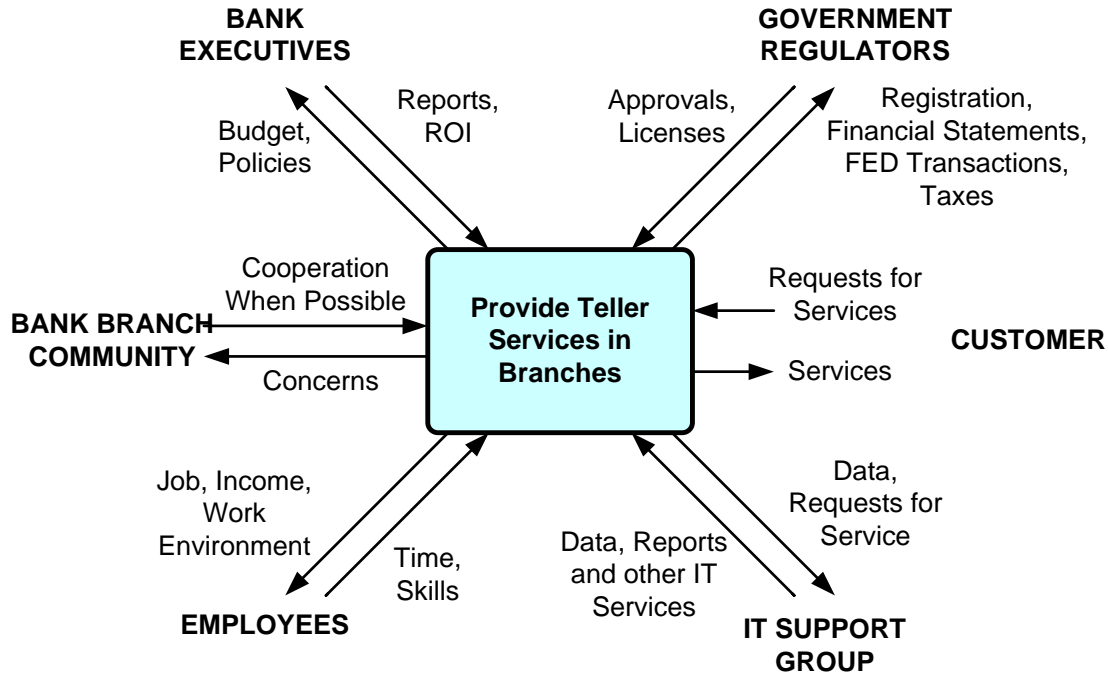 BANK
EXECUTIVES
GOVERNMENT
REGULATORS
Budget,
Policies
Reports,
ROI
Approvals,
Licenses
Registration,
Financial Statements,
FED Transactions,
Taxes
BANK BRANCH
COMMUNITY
Cooperation
When Possible
Concerns
Provide Teller
Services in
Branches
Requests for
Services
Services
CUSTOMER
Job, Income,
Work
Environment
Time,
Skills
EMPLOYEES
Data, Reports
and other IT
Services
Data,
Requests for
Service
IT SUPPORT
GROUP